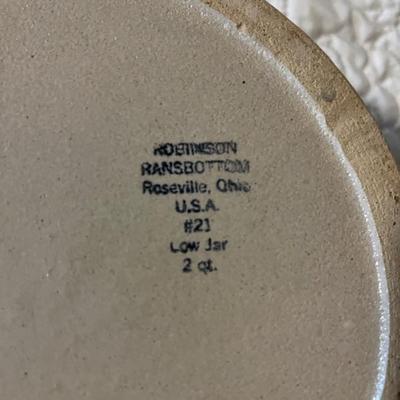 ROBINSON
RANSBOTTOM
Roseville, Ohio
U.S.A.
#21
Low Jar
2 qt.